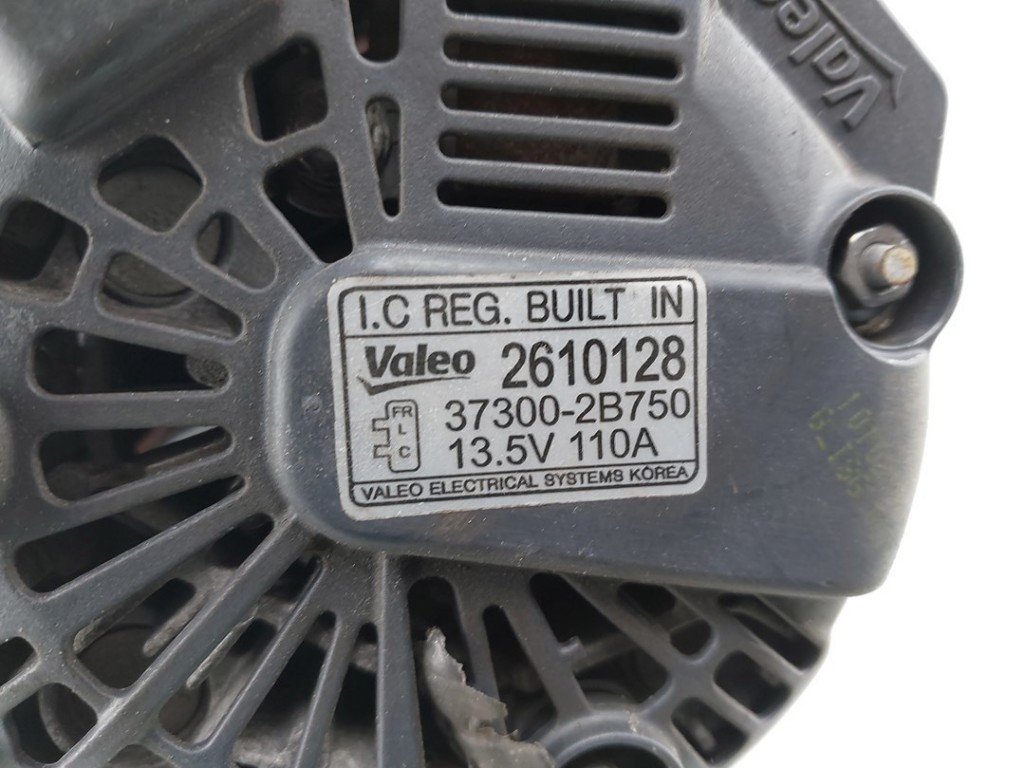 Valeo
I.C REG. BUILT IN
Valeo 2610128
FR 37300-2B750
L
C 13.5V 110A
VALEO ELECTRICAL SYSTEMS KOREA